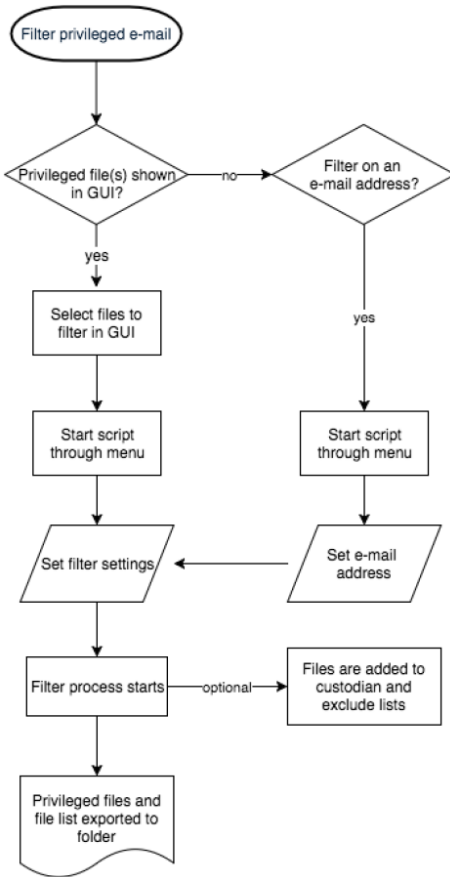 Filter privileged e-mail
Privileged file(s) shown
in GUI?
no
Filter on an
e-mail address?
yes
Select files to
filter in GUI
yes
Start script
through menu
Start script
through menu
Set filter settings
Set e-mail
address
Filter process starts
optional
Files are added to
custodian and
exclude lists
Privileged files and
file list exported to
folder